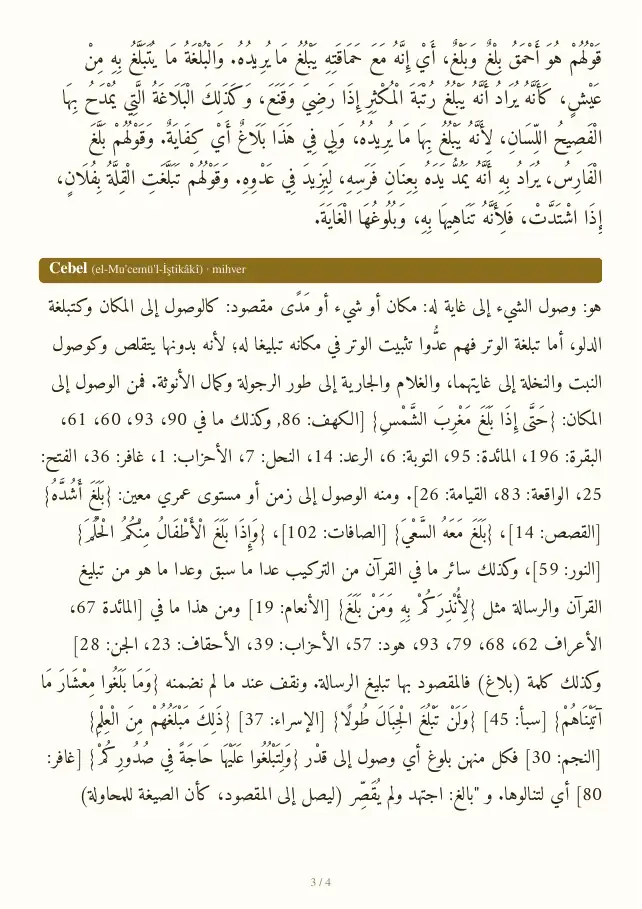 قَوْلُهُمْ هُوَ أَحْمَقُ بِلْغٌ وَبَلْغٌ، أَيْ إِنَّهُ مَعَ حَمَاقَتِهِ يَبْلُغُ مَا يُرِيدُهُ. وَالْبُلْغَةُ مَا يُتَبَلَّغُ بِهِ مِنْ
عَيْشٍ، كَأَنَّهُ يُرَادُ أَنَّهُ يَبْلُغُ رُتْبَةَ الْمُكْثِرِ إِذَا رَضِيَ وَقَنَعَ، وَكَذَلِكَ الْبَلَاغَةُ الَّتِي يُمْدَحُ بِهَا
الْفَصِيحُ اللِّسَانِ، لِأَنَّهُ يَبْلُغُ بِهَا مَا يُرِيدُهُ، وَلِي فِي هَذَا بَلَاغٌ أَيْ كِفَايَةٌ. وَقَوْلُهُمْ بَلَّغَ
الْفَارِسُ، يُرَادُ بِهِ أَنَّهُ يَمُدُّ يَدَهُ بِعِنَانِ فَرَسِهِ، لِيَزِيدَ فِي عَدْوِهِ. وَقَوْلُهُمْ تَبَلَّغَتِ الْقِلَّةُ بِفُلَانٍ،
إِذَا اشْتَدَّتْ، فَلِأَنَّهُ تَنَاهِيهَا بِهِ، وَبُلُوغُهَا الْغَايَةَ.
Cebel (el-Mu'cemü'l-İştikâkî) · mihver
هو: وصول الشيء إلى غاية له: مكان أو شيء أو مَدًى مقصود: كالوصول إلى المكان وكتبلغة
الدلو، أما تبلغة الوتر فهم عدُّوا تثبيت الوتر في مكانه تبليغا له؛ لأنه بدونها يتقلص وكوصول
النبت والنخلة إلى غايتهما، والغلام والجارية إلى طور الرجولة وكمال الأنوثة. فمن الوصول إلى
المكان: {حَتَّى إِذَا بَلَغَ مَغْرِبَ الشَّمْسِ} [الكهف: 86, وكذلك ما في 90، 93، 60، 61،
البقرة: 196، المائدة: 95، التوبة: 6، الرعد: 14، النحل: 7، الأحزاب: 1، غافر: 36، الفتح:
25، الواقعة: 83، القيامة: 26]. ومنه الوصول إلى زمن أو مستوى عمري معين: {بَلَغَ أَشُدَّهُ}
[القصص: 14]، {بَلَغَ مَعَهُ السَّعْيَ} [الصافات: 102]، {وَإِذَا بَلَغَ الْأَطْفَالُ مِنْكُمُ الْحُلُمَ}
[النور: 59]، وكذلك سائر ما في القرآن من التركيب عدا ما سبق وعدا ما هو من تبليغ
القرآن والرسالة مثل {لِأُنْذِرَكُمْ بِهِ وَمَنْ بَلَغَ} [الأنعام: 19] ومن هذا ما في [المائدة 67،
الأعراف 62، 68، 79، 93، هود: 57، الأحزاب: 39، الأحقاف: 23، الجن: 28]
وكذلك كلمة (بلاغ) فالمقصود بها تبليغ الرسالة. ونقف عند ما لم نضمنه {وَمَا بَلَغُوا مِعْشَارَ مَا
آتَيْنَاهُمْ} [سبأ: 45] {وَلَنْ تَبْلُغَ الْجِبَالَ طُولًا} [الإسراء: 37] {ذَلِكَ مَبْلَغُهُمْ مِنَ الْعِلْمِ}
[النجم: 30] فكل منهن بلوغ أي وصول إلى قدْر {وَلِتَبْلُغُوا عَلَيْهَا حَاجَةً فِي صُدُورِكُمْ} [غافر:
80] أي لتنالوها. و "بالغ: اجتهد ولم يُقَصِّر (ليصل إلى المقصود، كأن الصيغة للمحاولة)
3 / 4